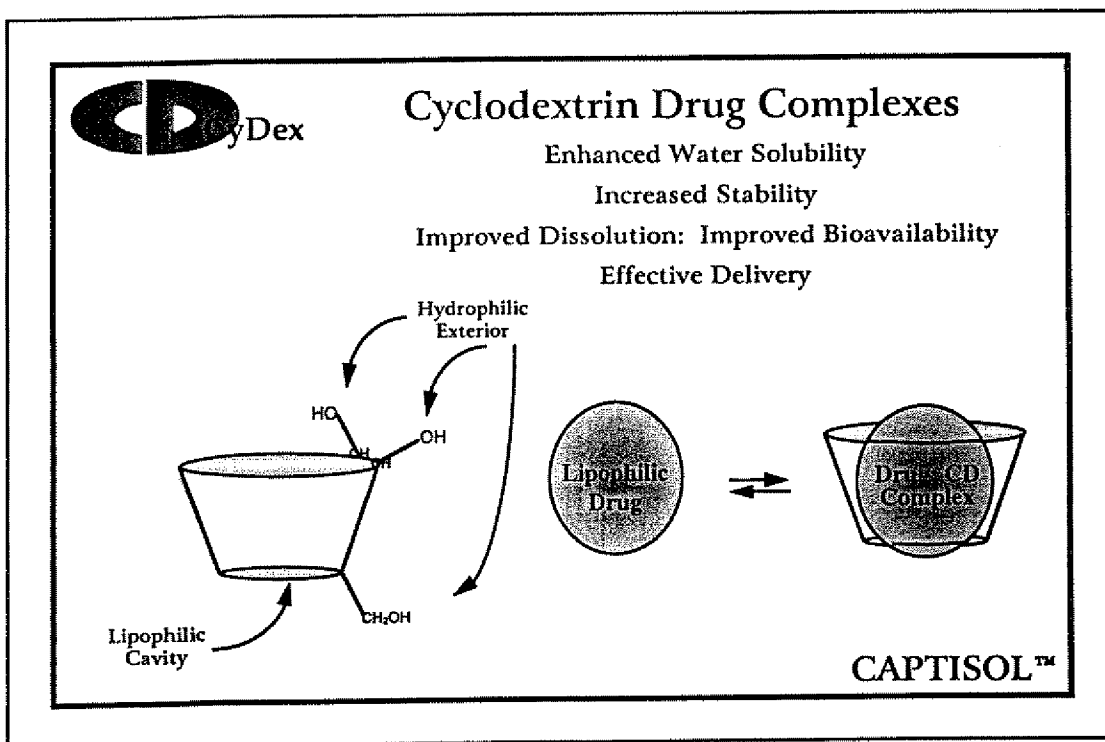 CyDex
Cyclodextrin Drug Complexes
Enhanced Water Solubility
Increased Stability
Improved Dissolution: Improved Bioavailability
Effective Delivery
Hydrophilic
Exterior
HO
OH
CH₂OH
Lipophilic
Cavity
Lipophilic
Drug
Drug - CD
Complex
CAPTISOL™